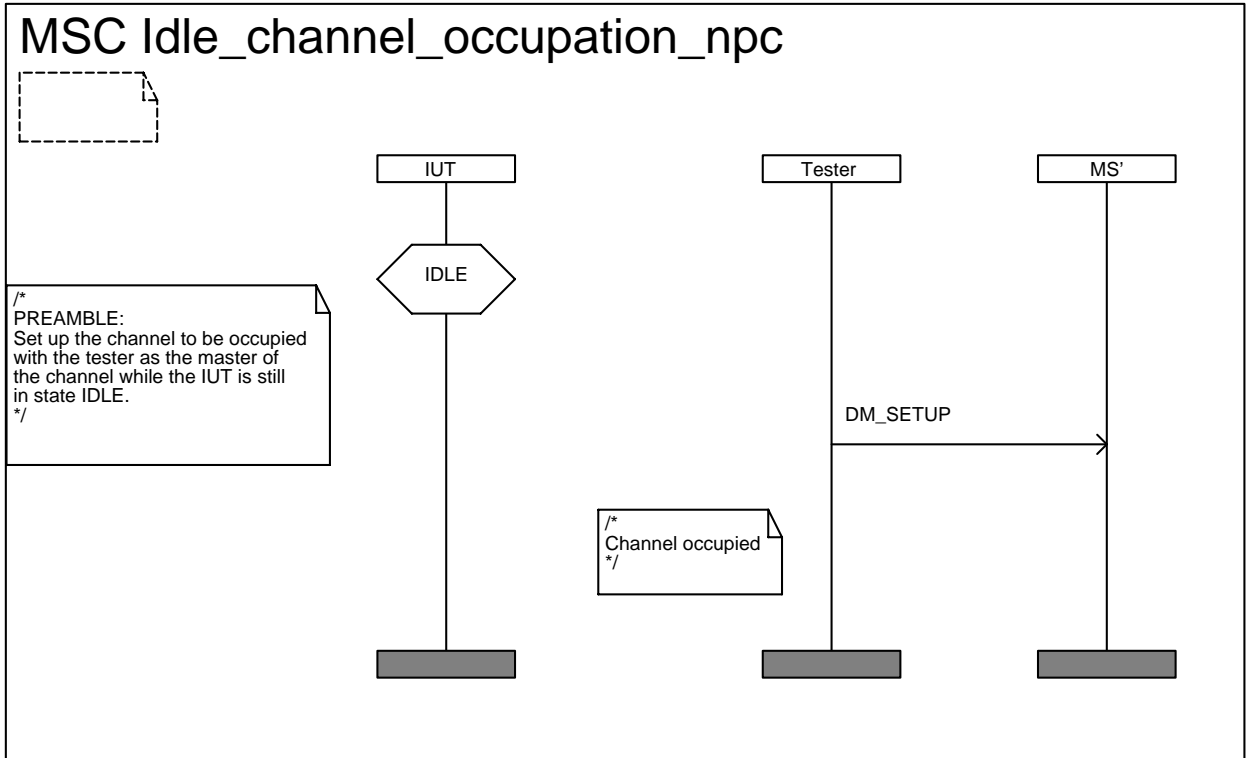 MSC Idle_channel_occupation_npc
IUT
Tester
MS’
IDLE
/*
PREAMBLE:
Set up the channel to be occupied
with the tester as the master of
the channel while the IUT is still
in state IDLE.
*/
DM_SETUP
/*
Channel occupied
*/